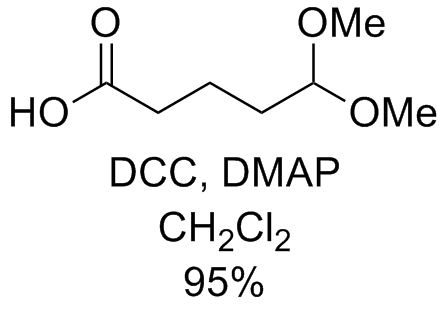 O OMe
HO OMe
DCC, DMAP
CH₂Cl₂
95%